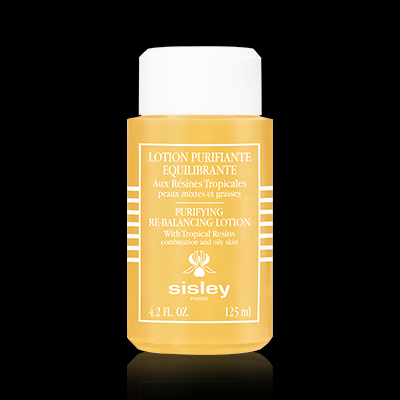 LOTION PURIFIANTE
EQUILIBRANTE
Aux Résines Tropicales
peaux mixtes et grasses
PURIFYING
RE-BALANCING LOTION
With Tropical Resins
combination and oily skin
sisley
PARIS
4.2 FL. OZ. 125 ml